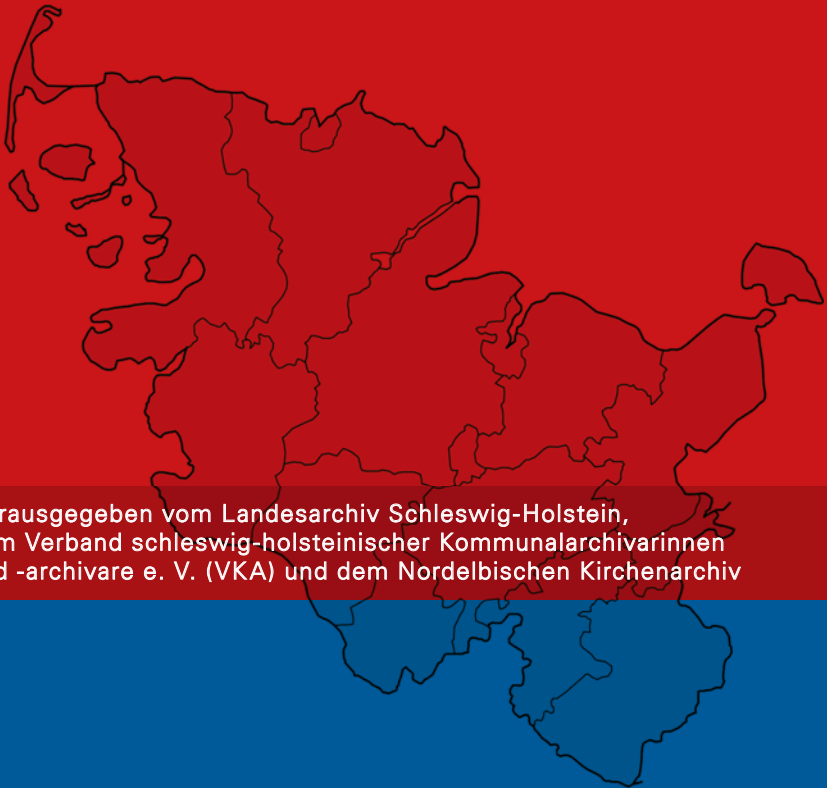 rausgegeben vom Landesarchiv Schleswig-Holstein,
m Verband schleswig-holsteinischer Kommunalarchivarinnen
d -archivare e. V. (VKA) und dem Nordelbischen Kirchenarchiv